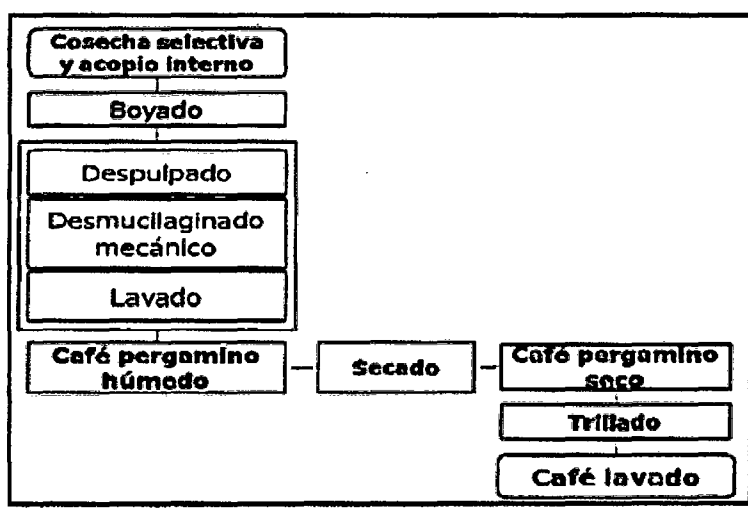 Cosecha selectiva
y acopio interno
Boyado
Despulpado
Desmucilaginado
mecánico
Lavado
Café pergamino
húmedo
Secado
Café pergamino
seco
Trillado
Café lavado